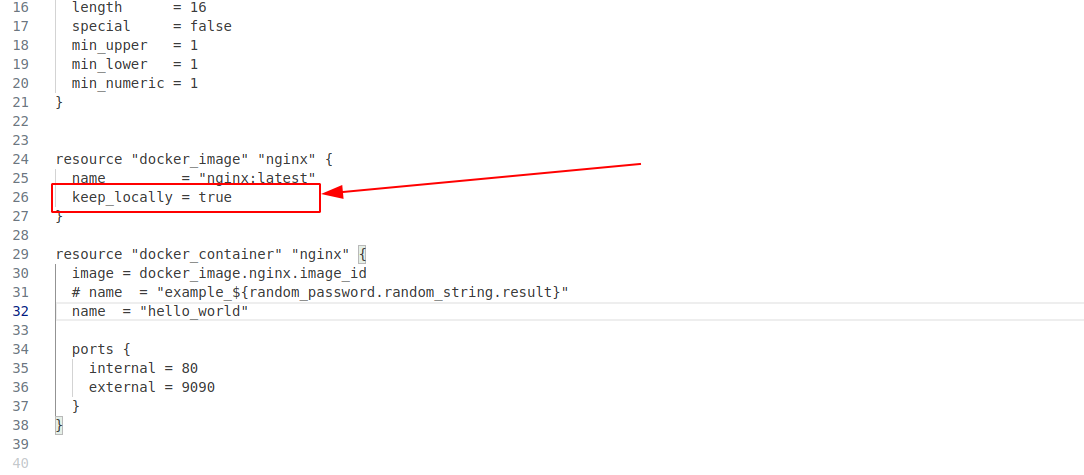 16 length = 16
17 special = false
18 min_upper = 1
19 min_lower = 1
20 min_numeric = 1
21 }
22
23
24 resource "docker_image" "nginx" {
25 name = "nginx:latest"
26 keep_locally = true
27 }
28
29 resource "docker_container" "nginx" {
30 image = docker_image.nginx.image_id
31 # name = "example_${random_password.random_string.result}"
32 name = "hello_world"
33
34 ports {
35 internal = 80
36 external = 9090
37 }
38 }
39
40